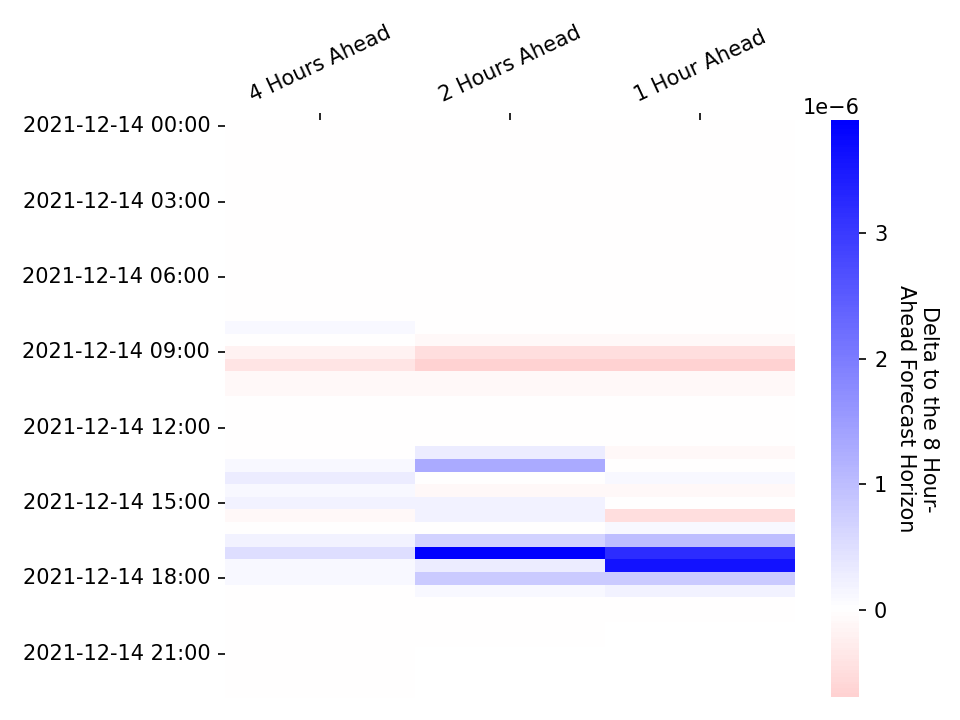 4 Hours Ahead
2 Hours Ahead
1 Hour Ahead
2021-12-14 00:00
2021-12-14 03:00
2021-12-14 06:00
2021-12-14 09:00
2021-12-14 12:00
2021-12-14 15:00
2021-12-14 18:00
2021-12-14 21:00
1e−6
3
2
1
0
Delta to the 8 Hour-
Ahead Forecast Horizon